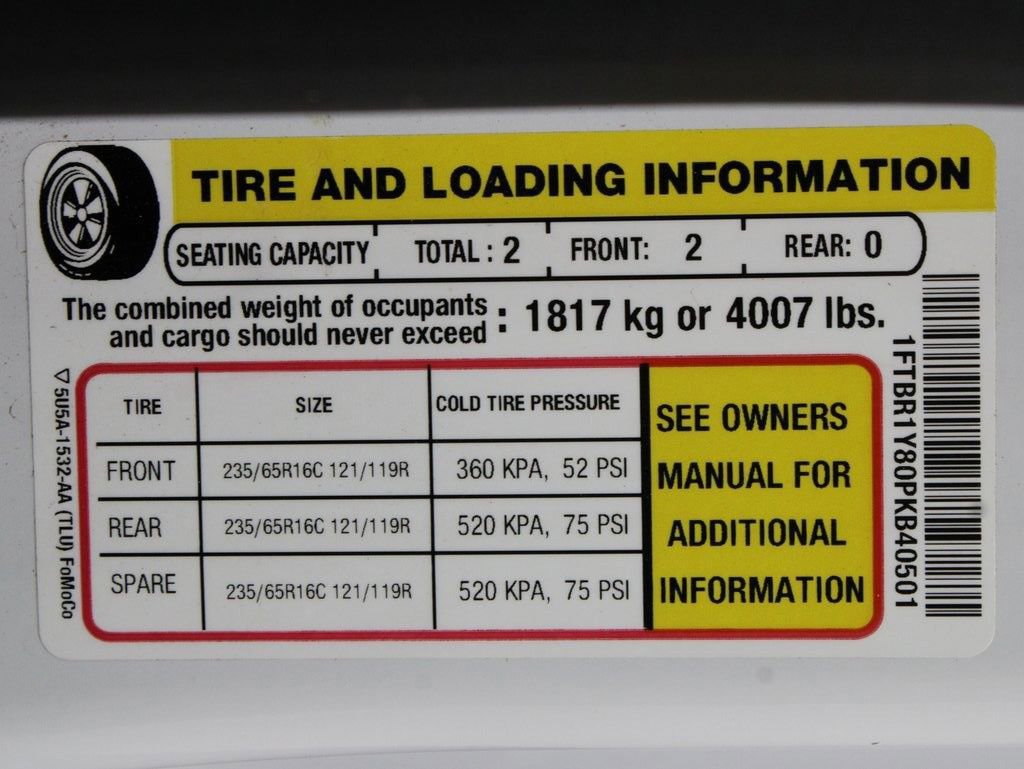 TIRE AND LOADING INFORMATION
SEATING CAPACITY TOTAL : 2 FRONT: 2 REAR: 0
The combined weight of occupants
and cargo should never exceed : 1817 kg or 4007 lbs.
TIRE SIZE COLD TIRE PRESSURE
FRONT 235/65R16C 121/119R 360 KPA, 52 PSI
REAR 235/65R16C 121/119R 520 KPA, 75 PSI
SPARE 235/65R16C 121/119R 520 KPA, 75 PSI
SEE OWNERS
MANUAL FOR
ADDITIONAL
INFORMATION
5U5A-1532-AA (TLU) FoMoCo
1FTBR1Y80PKB40501